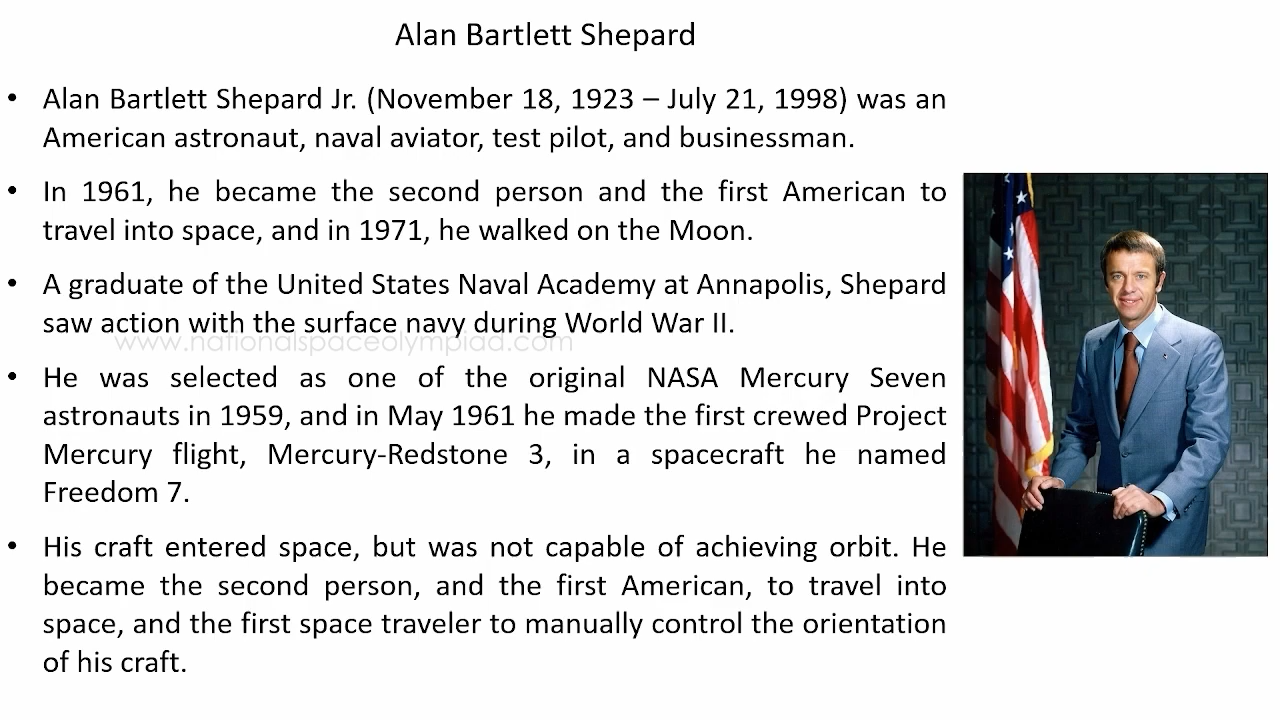 Alan Bartlett Shepard
• Alan Bartlett Shepard Jr. (November 18, 1923 – July 21, 1998) was an
American astronaut, naval aviator, test pilot, and businessman.
• In 1961, he became the second person and the first American to
travel into space, and in 1971, he walked on the Moon.
• A graduate of the United States Naval Academy at Annapolis, Shepard
saw action with the surface navy during World War II.
www.nationalspaceolympiad.com
• He was selected as one of the original NASA Mercury Seven
astronauts in 1959, and in May 1961 he made the first crewed Project
Mercury flight, Mercury-Redstone 3, in a spacecraft he named
Freedom 7.
• His craft entered space, but was not capable of achieving orbit. He
became the second person, and the first American, to travel into
space, and the first space traveler to manually control the orientation
of his craft.